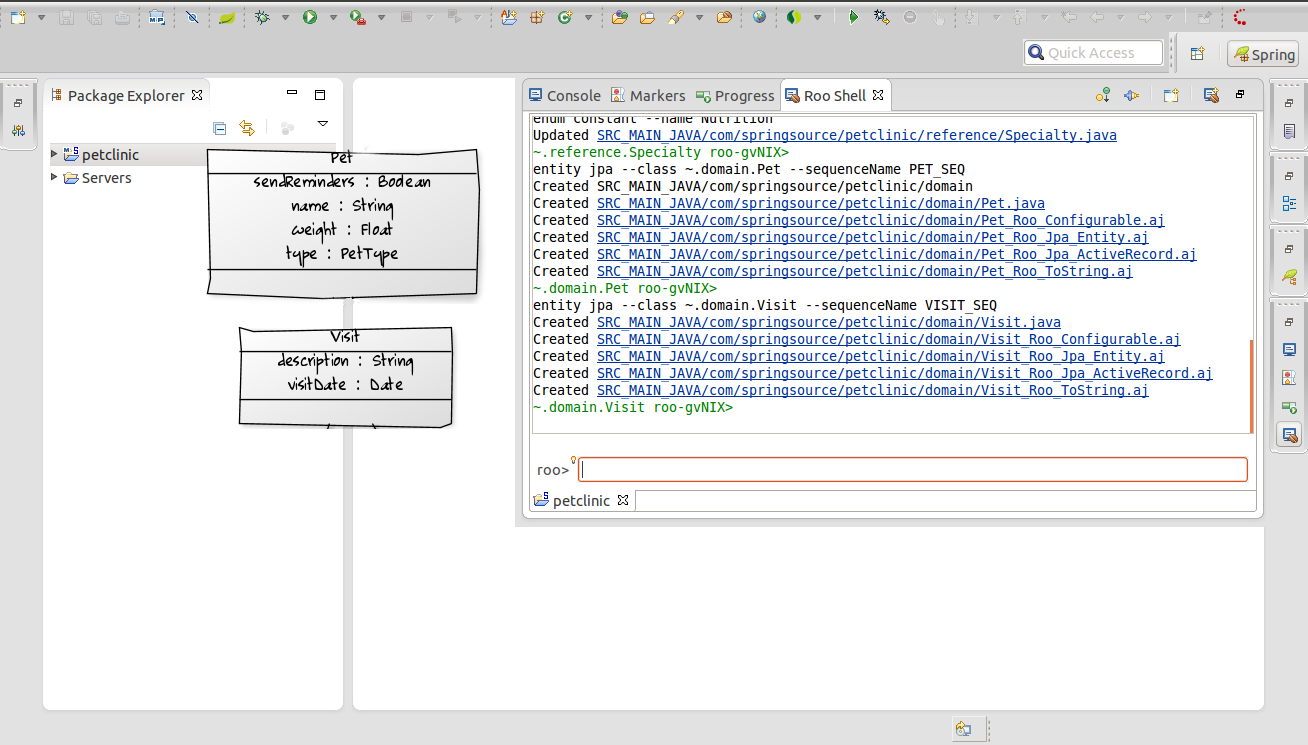 Quick Access
Spring
Package Explorer
petclinic
Servers
Pet
sendReminders : Boolean
name : String
weight : Float
type : PetType
Visit
description : String
visitDate : Date
Console
Markers
Progress
Roo Shell
enum constant --name Nutrition
Updated SRC_MAIN_JAVA/com/springsource/petclinic/reference/Specialty.java
~.reference.Specialty roo-gvNIX>
entity jpa --class ~.domain.Pet --sequenceName PET_SEQ
Created SRC_MAIN_JAVA/com/springsource/petclinic/domain
Created SRC_MAIN_JAVA/com/springsource/petclinic/domain/Pet.java
Created SRC_MAIN_JAVA/com/springsource/petclinic/domain/Pet_Roo_Configurable.aj
Created SRC_MAIN_JAVA/com/springsource/petclinic/domain/Pet_Roo_Jpa_Entity.aj
Created SRC_MAIN_JAVA/com/springsource/petclinic/domain/Pet_Roo_Jpa_ActiveRecord.aj
Created SRC_MAIN_JAVA/com/springsource/petclinic/domain/Pet_Roo_ToString.aj
~.domain.Pet roo-gvNIX>
entity jpa --class ~.domain.Visit --sequenceName VISIT_SEQ
Created SRC_MAIN_JAVA/com/springsource/petclinic/domain/Visit.java
Created SRC_MAIN_JAVA/com/springsource/petclinic/domain/Visit_Roo_Configurable.aj
Created SRC_MAIN_JAVA/com/springsource/petclinic/domain/Visit_Roo_Jpa_Entity.aj
Created SRC_MAIN_JAVA/com/springsource/petclinic/domain/Visit_Roo_Jpa_ActiveRecord.aj
Created SRC_MAIN_JAVA/com/springsource/petclinic/domain/Visit_Roo_ToString.aj
~.domain.Visit roo-gvNIX>
roo>
petclinic